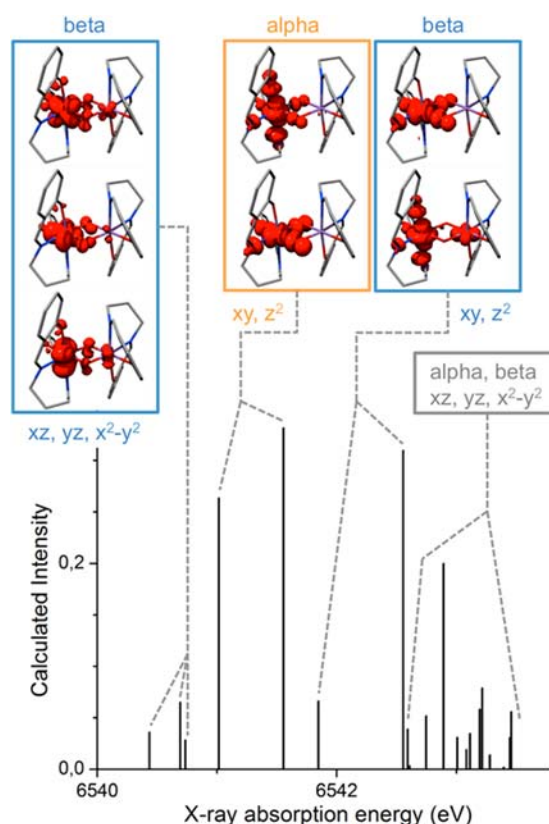 beta
alpha
beta
xy, z²
xy, z²
alpha, beta
xz, yz, x²-y²
xz, yz, x²-y²
0,2
Calculated Intensity
0,0
6540
6542
X-ray absorption energy (eV)